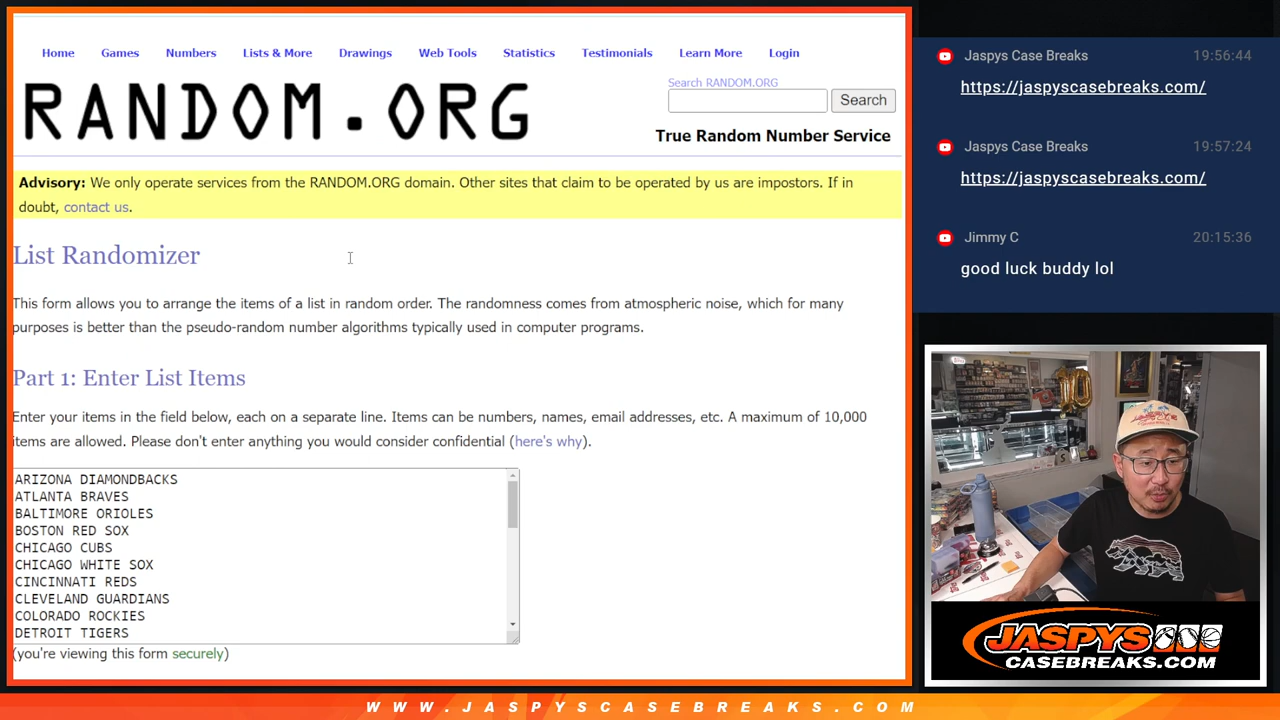 Home Games Numbers Lists & More Drawings Web Tools Statistics Testimonials Learn More Login
RANDOM.ORG
Search RANDOM.ORG
Search
True Random Number Service
Advisory: We only operate services from the RANDOM.ORG domain. Other sites that claim to be operated by us are impostors. If in
doubt, contact us.
List Randomizer
This form allows you to arrange the items of a list in random order. The randomness comes from atmospheric noise, which for many
purposes is better than the pseudo-random number algorithms typically used in computer programs.
Part 1: Enter List Items
Enter your items in the field below, each on a separate line. Items can be numbers, names, email addresses, etc. A maximum of 10,000
items are allowed. Please don't enter anything you would consider confidential (here's why).
ARIZONA DIAMONDBACKS
ATLANTA BRAVES
BALTIMORE ORIOLES
BOSTON RED SOX
CHICAGO CUBS
CHICAGO WHITE SOX
CINCINNATI REDS
CLEVELAND GUARDIANS
COLORADO ROCKIES
DETROIT TIGERS
(you're viewing this form securely)
Jaspys Case Breaks 19:56:44
https://jaspyscasebreaks.com/
Jaspys Case Breaks 19:57:24
https://jaspyscasebreaks.com/
Jimmy C 20:15:36
good luck buddy lol
10
JASPYS
JASPYS
CASEBREAKS.COM
WWW.JASPYSCASEBREAKS.COM